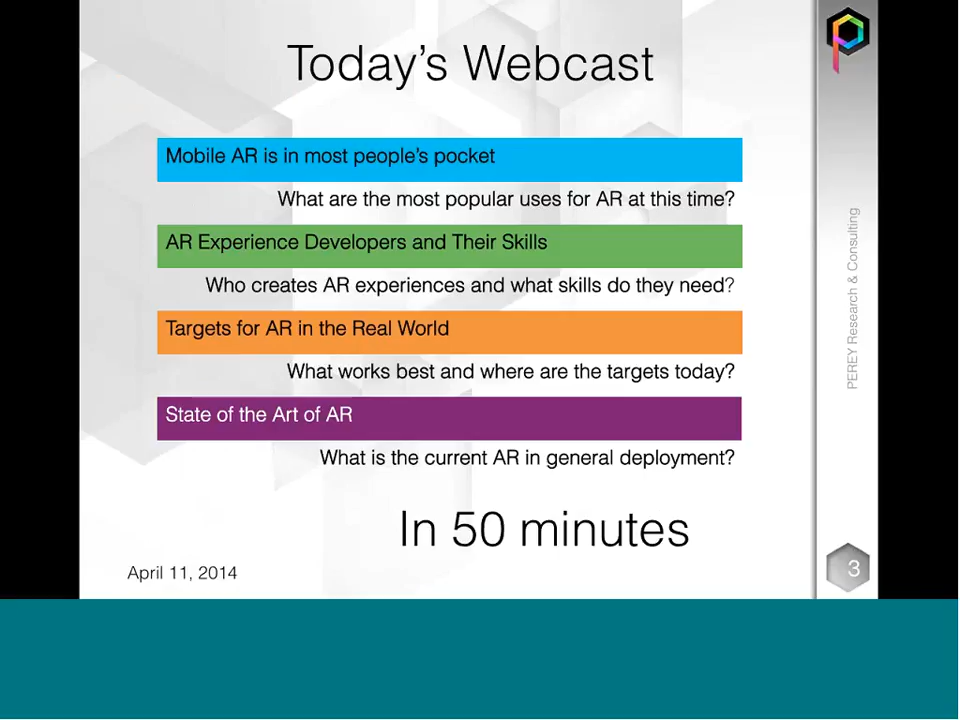 Today's Webcast
Mobile AR is in most people's pocket
What are the most popular uses for AR at this time?
AR Experience Developers and Their Skills
Who creates AR experiences and what skills do they need?
Targets for AR in the Real World
What works best and where are the targets today?
State of the Art of AR
What is the current AR in general deployment?
In 50 minutes
April 11, 2014
PEREY Research & Consulting
3